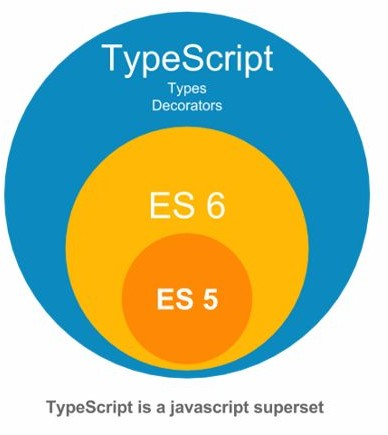 TypeScript
Types
Decorators
ES 6
ES 5
TypeScript is a javascript superset